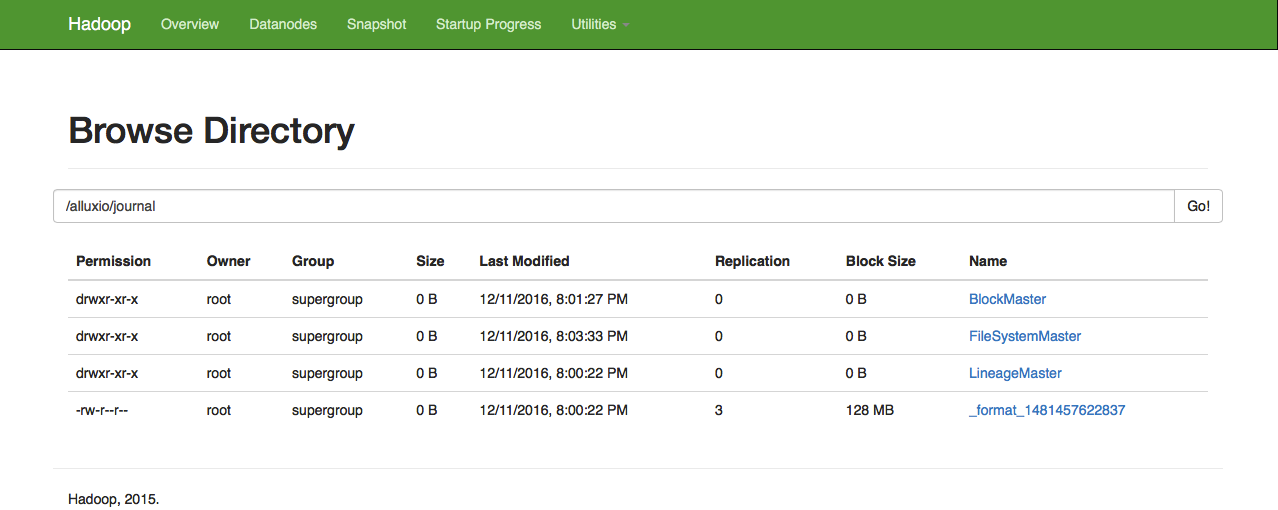 Hadoop Overview Datanodes Snapshot Startup Progress Utilities
Browse Directory
/alluxio/journal Go!
Permission Owner Group Size Last Modified Replication Block Size Name
drwxr-xr-x root supergroup 0 B 12/11/2016, 8:01:27 PM 0 0 B BlockMaster
drwxr-xr-x root supergroup 0 B 12/11/2016, 8:03:33 PM 0 0 B FileSystemMaster
drwxr-xr-x root supergroup 0 B 12/11/2016, 8:00:22 PM 0 0 B LineageMaster
-rw-r--r-- root supergroup 0 B 12/11/2016, 8:00:22 PM 3 128 MB _format_1481457622837
Hadoop, 2015.